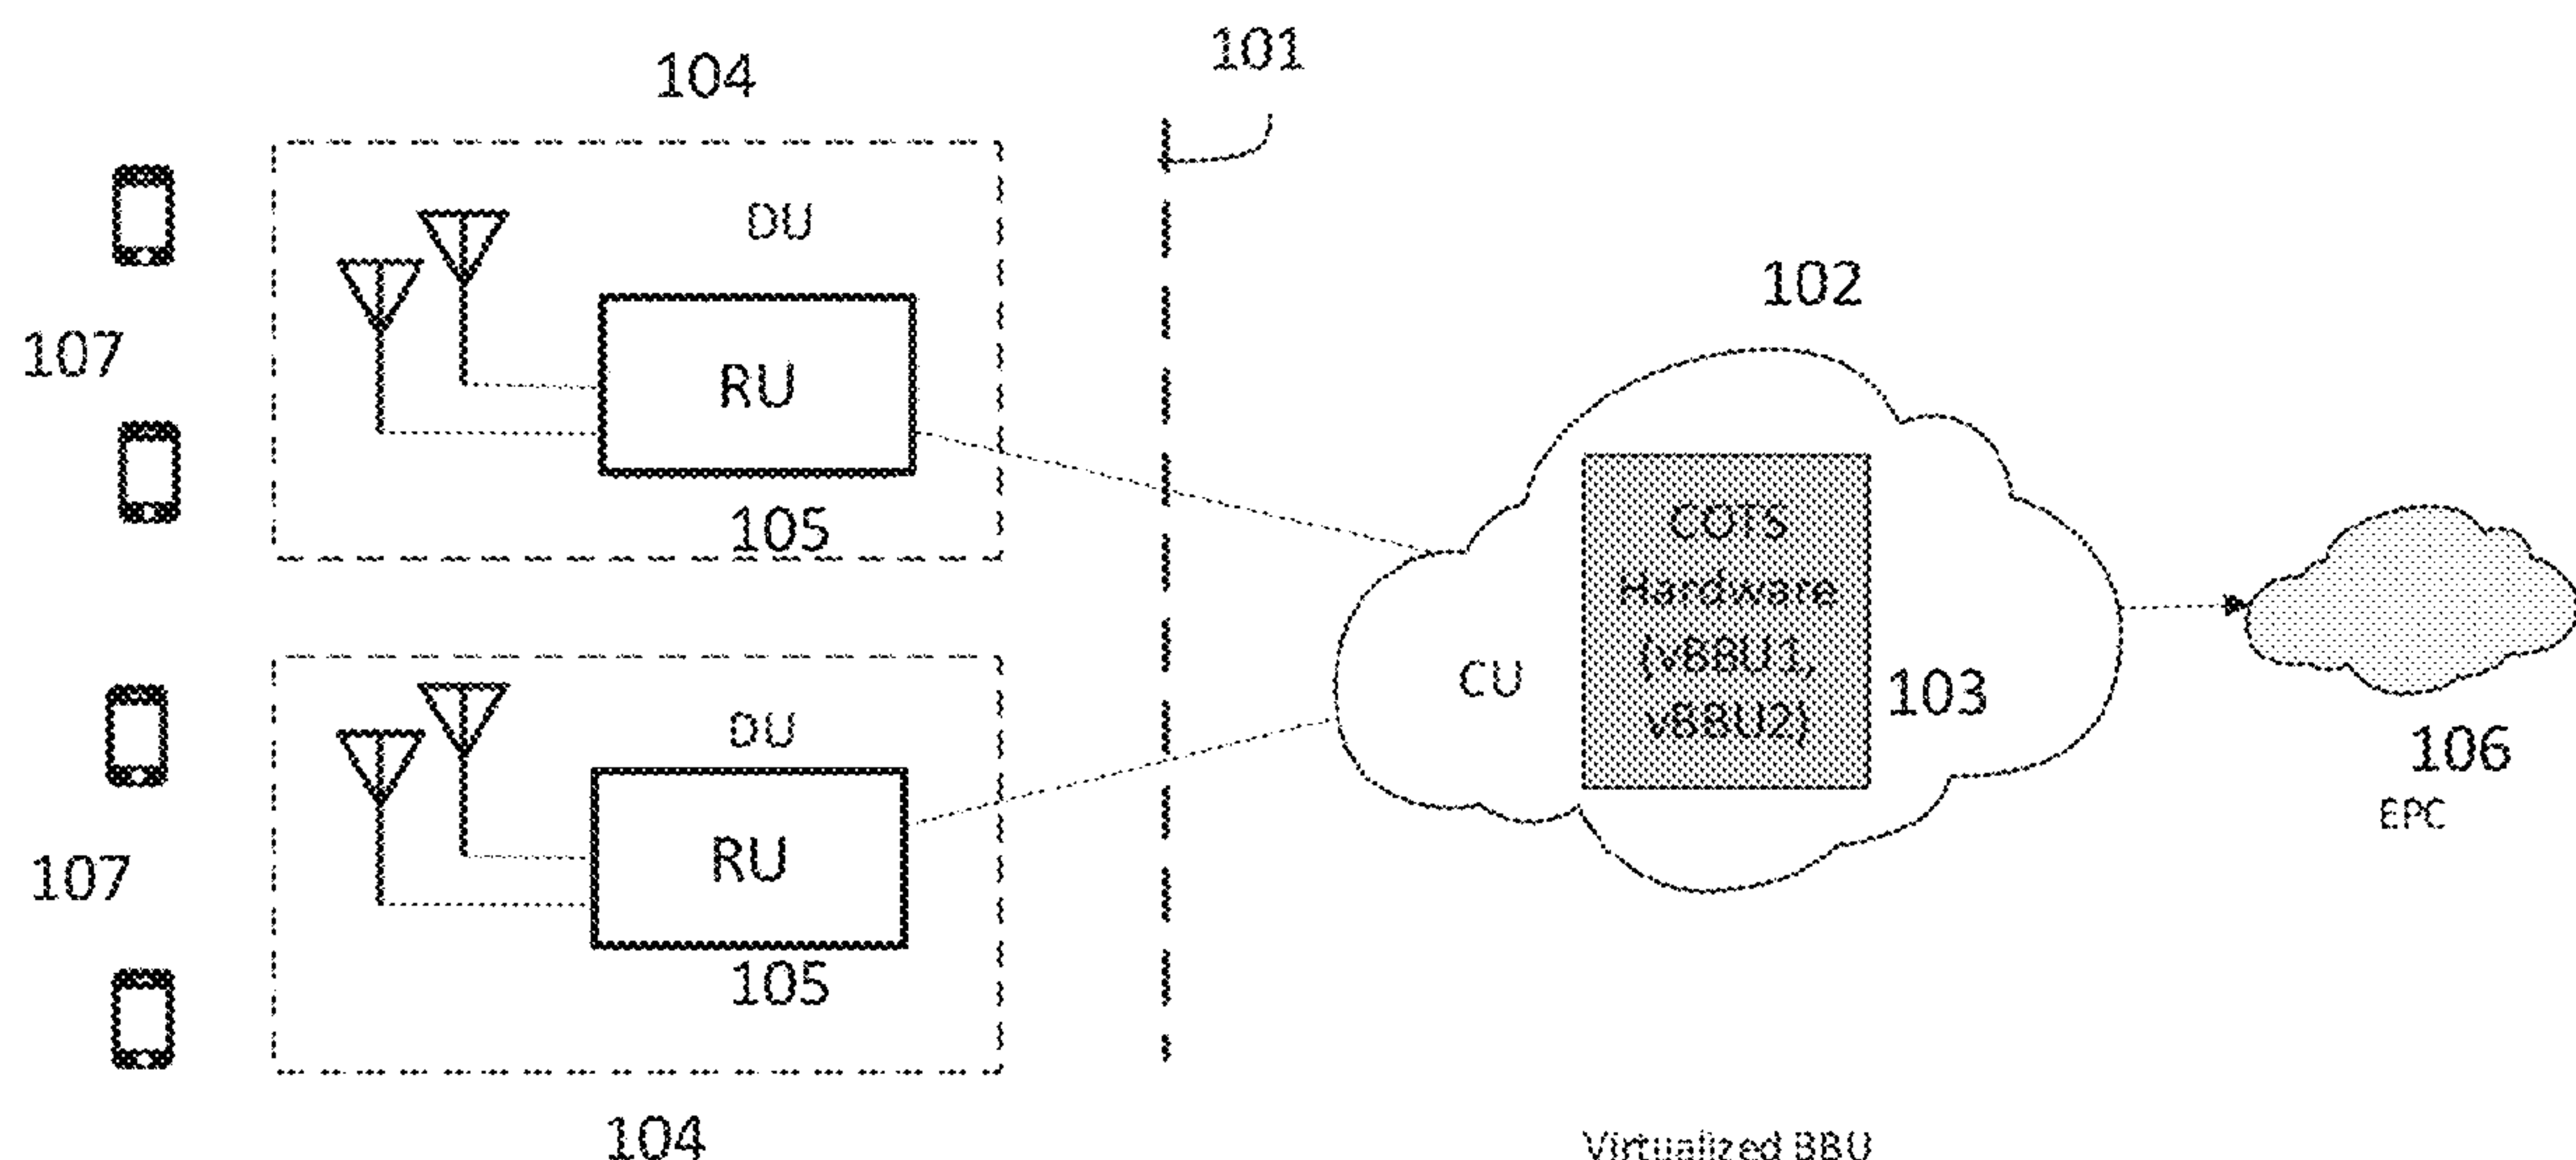 101
104
DU
107
RU
105
102
COTS
Hardware
(vBBU1,
vBBU2)
CU
103
106
EPC
DU
107
RU
105
104
Virtualized BBU